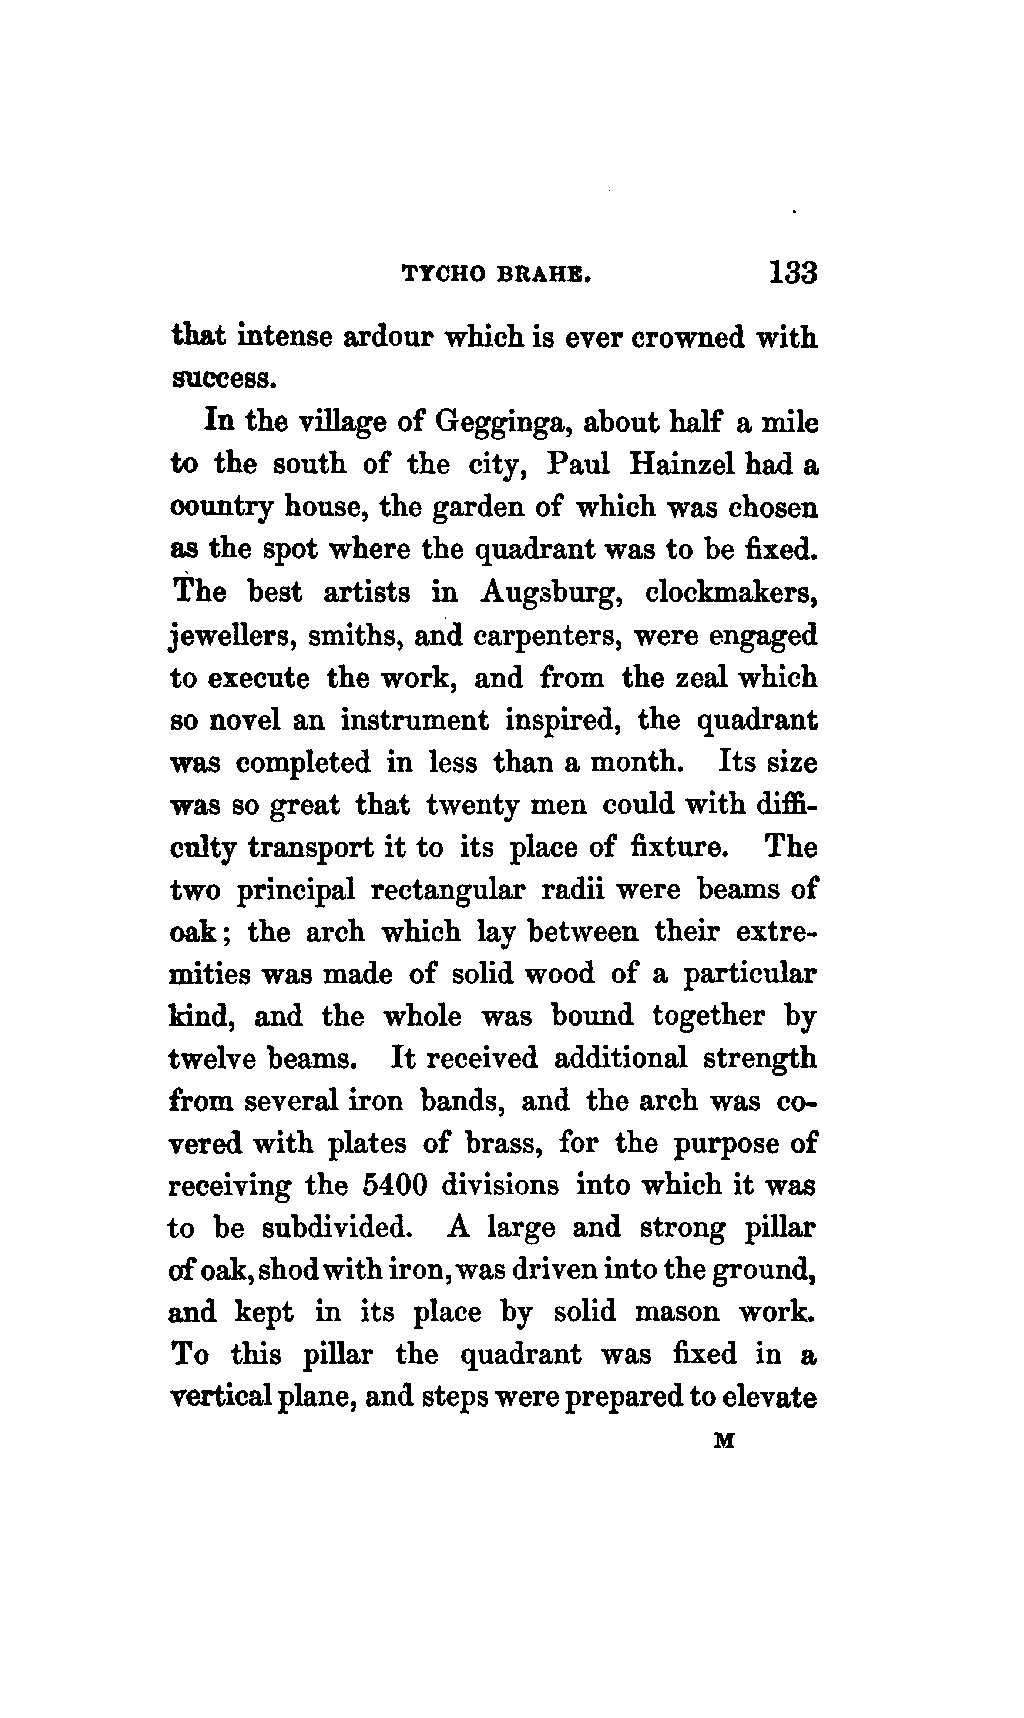 TYCHO BRAHE. 133
that intense ardour which is ever crowned with
success.
In the village of Gegginga, about half a mile
to the south of the city, Paul Hainzel had a
country house, the garden of which was chosen
as the spot where the quadrant was to be fixed.
The best artists in Augsburg, clockmakers,
jewellers, smiths, and carpenters, were engaged
to execute the work, and from the zeal which
so novel an instrument inspired, the quadrant
was completed in less than a month. Its size
was so great that twenty men could with diffi-
culty transport it to its place of fixture. The
two principal rectangular radii were beams of
oak; the arch which lay between their extre-
mities was made of solid wood of a particular
kind, and the whole was bound together by
twelve beams. It received additional strength
from several iron bands, and the arch was co-
vered with plates of brass, for the purpose of
receiving the 5400 divisions into which it was
to be subdivided. A large and strong pillar
of oak, shod with iron, was driven into the ground,
and kept in its place by solid mason work.
To this pillar the quadrant was fixed in a
vertical plane, and steps were prepared to elevate
M